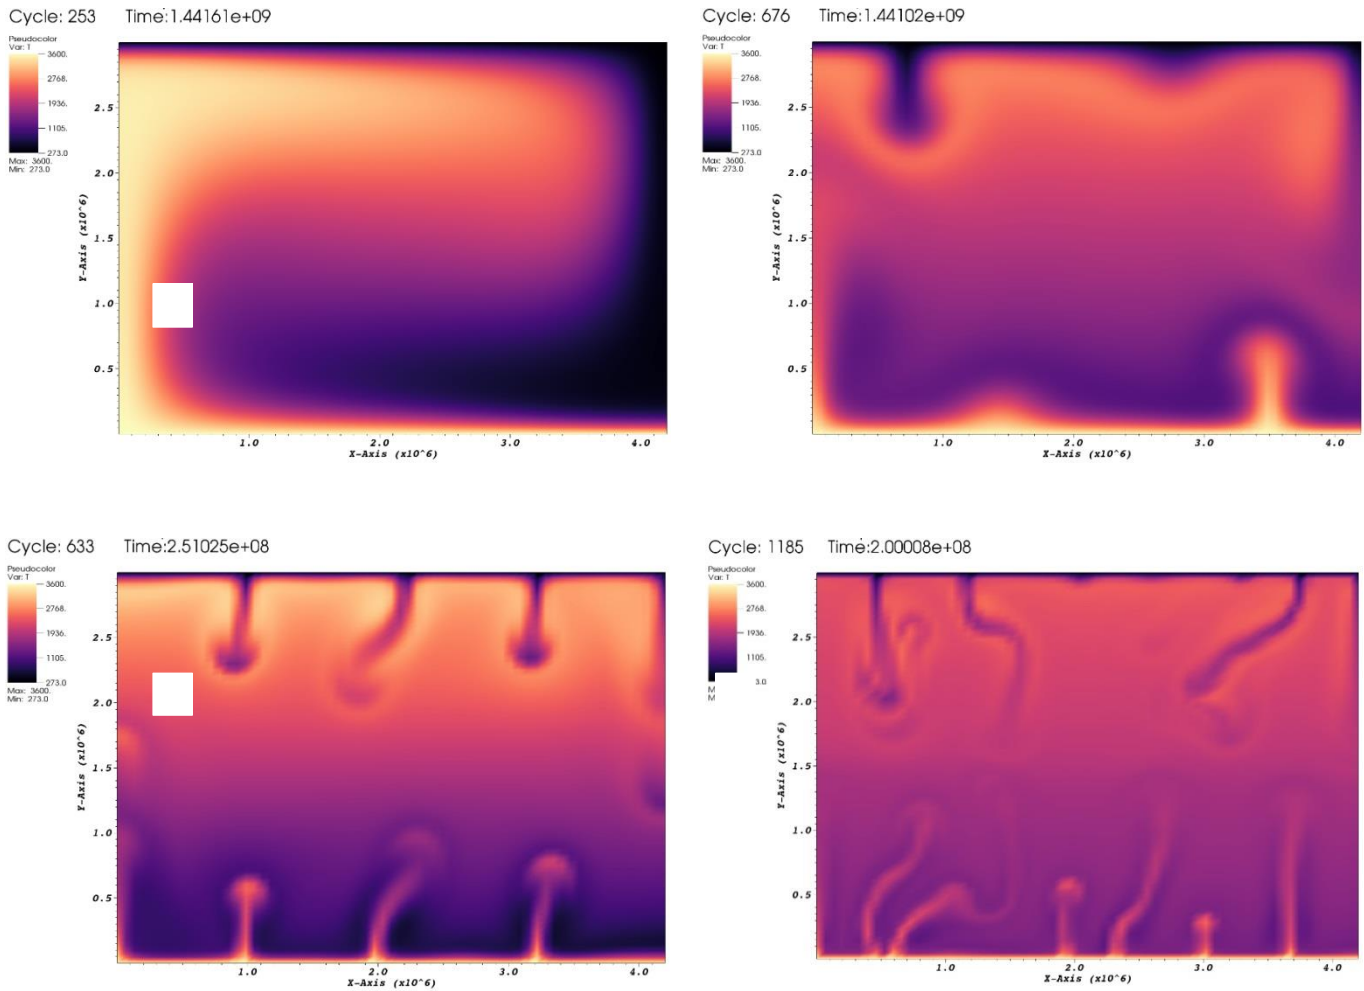 Cycle: 253 Time:1.44161e+09
Pseudocolor
Var: T
3600.
2768.
1936.
1105.
273.0
Max: 3600.
Min: 273.0
Y-Axis (x10^6)
2.5
2.0
1.5
1.0
0.5
1.0 2.0 3.0 4.0
X-Axis (x10^6)
Cycle: 676 Time:1.44102e+09
Pseudocolor
Var: T
3600.
2768.
1936.
1105.
273.0
Max: 3600.
Min: 273.0
Y-Axis (x10^6)
2.5
2.0
1.5
1.0
0.5
1.0 2.0 3.0 4.0
X-Axis (x10^6)
Cycle: 633 Time:2.51025e+08
Pseudocolor
Var: T
3600.
2768.
1936.
1105.
273.0
Max: 3600.
Min: 273.0
Y-Axis (x10^6)
2.5
2.0
1.5
1.0
0.5
1.0 2.0 3.0 4.0
X-Axis (x10^6)
Cycle: 1185 Time:2.00008e+08
Pseudocolor
Var: T
3600.
2768.
1936.
1105.
3.0
M
M
Y-Axis (x10^6)
2.5
2.0
1.5
1.0
0.5
1.0 2.0 3.0 4.0
X-Axis (x10^6)